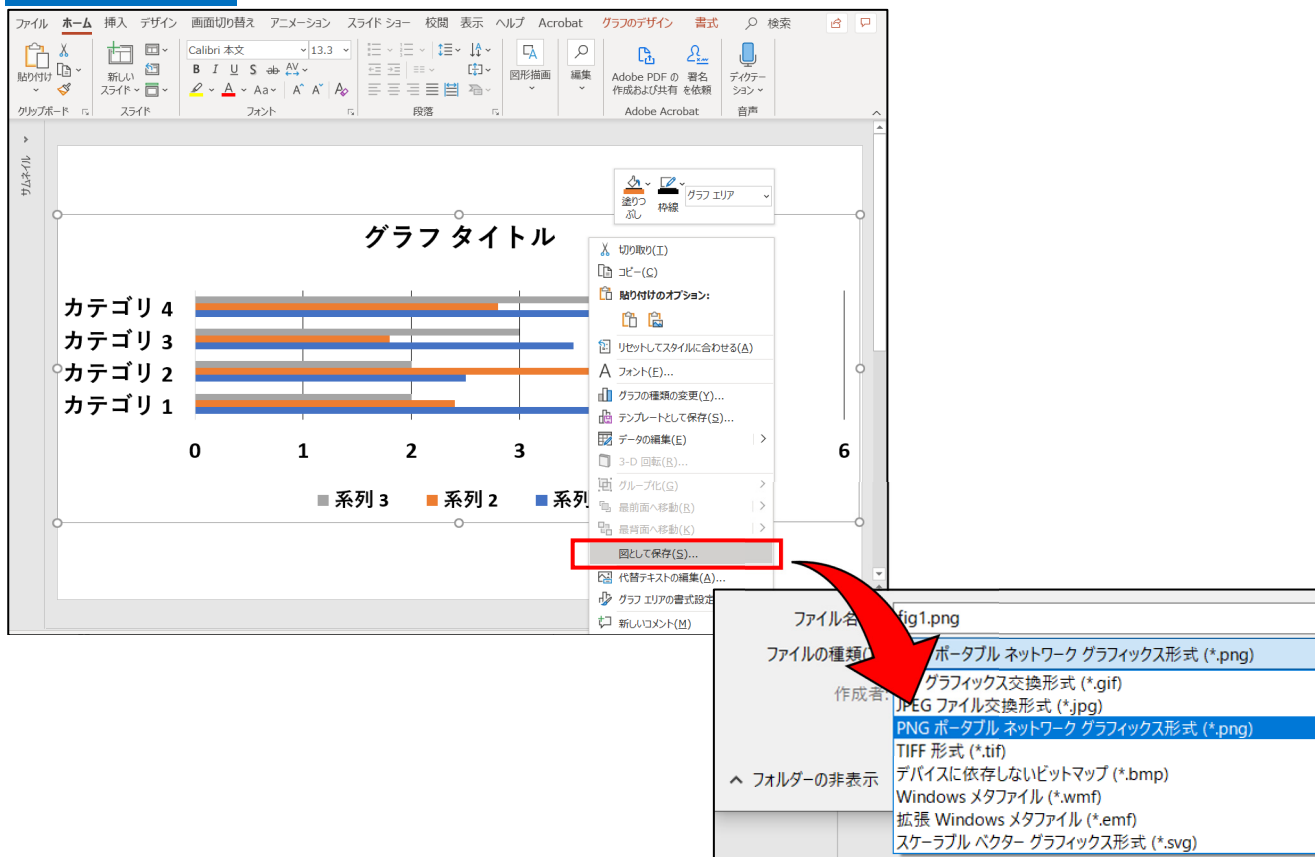 ファイル ホーム 挿入 デザイン 画面切り替え アニメーション スライド ショー 校閲 表示 ヘルプ Acrobat グラフのデザイン 書式 検索
貼り付け
新しい
スライド
Calibri 本文 13.3
B I U S ab AV
A Aa A A A
図形描画
編集
Adobe PDF の
作成および共有
署名
を依頼
ディクテー
ション
クリップボード スライド フォント 段落 Adobe Acrobat 音声
サムネイル
塗りつ
ぶし
枠線
グラフ エリア
グラフ タイトル
カテゴリ 4
カテゴリ 3
カテゴリ 2
カテゴリ 1
0 1 2 3 6
系列 3 系列 2 系列
切り取り(T)
コピー(C)
貼り付けのオプション:
リセットしてスタイルに合わせる(A)
フォント(F)...
グラフの種類の変更(Y)...
テンプレートとして保存(S)...
データの編集(E)
3-D 回転(R)...
グループ化(G)
最前面へ移動(R)
最背面へ移動(K)
図として保存(S)...
代替テキストの編集(A)...
グラフ エリアの書式設定
新しいコメント(M)
ファイル名 fig1.png
ファイルの種類( ポータブル ネットワーク グラフィックス形式 (*.png)
作成者:
グラフィックス交換形式 (*.gif)
JPEG ファイル交換形式 (*.jpg)
PNG ポータブル ネットワーク グラフィックス形式 (*.png)
TIFF 形式 (*.tif)
デバイスに依存しないビットマップ (*.bmp)
Windows メタファイル (*.wmf)
拡張 Windows メタファイル (*.emf)
スケーラブル ベクター グラフィックス形式 (*.svg)
フォルダーの非表示